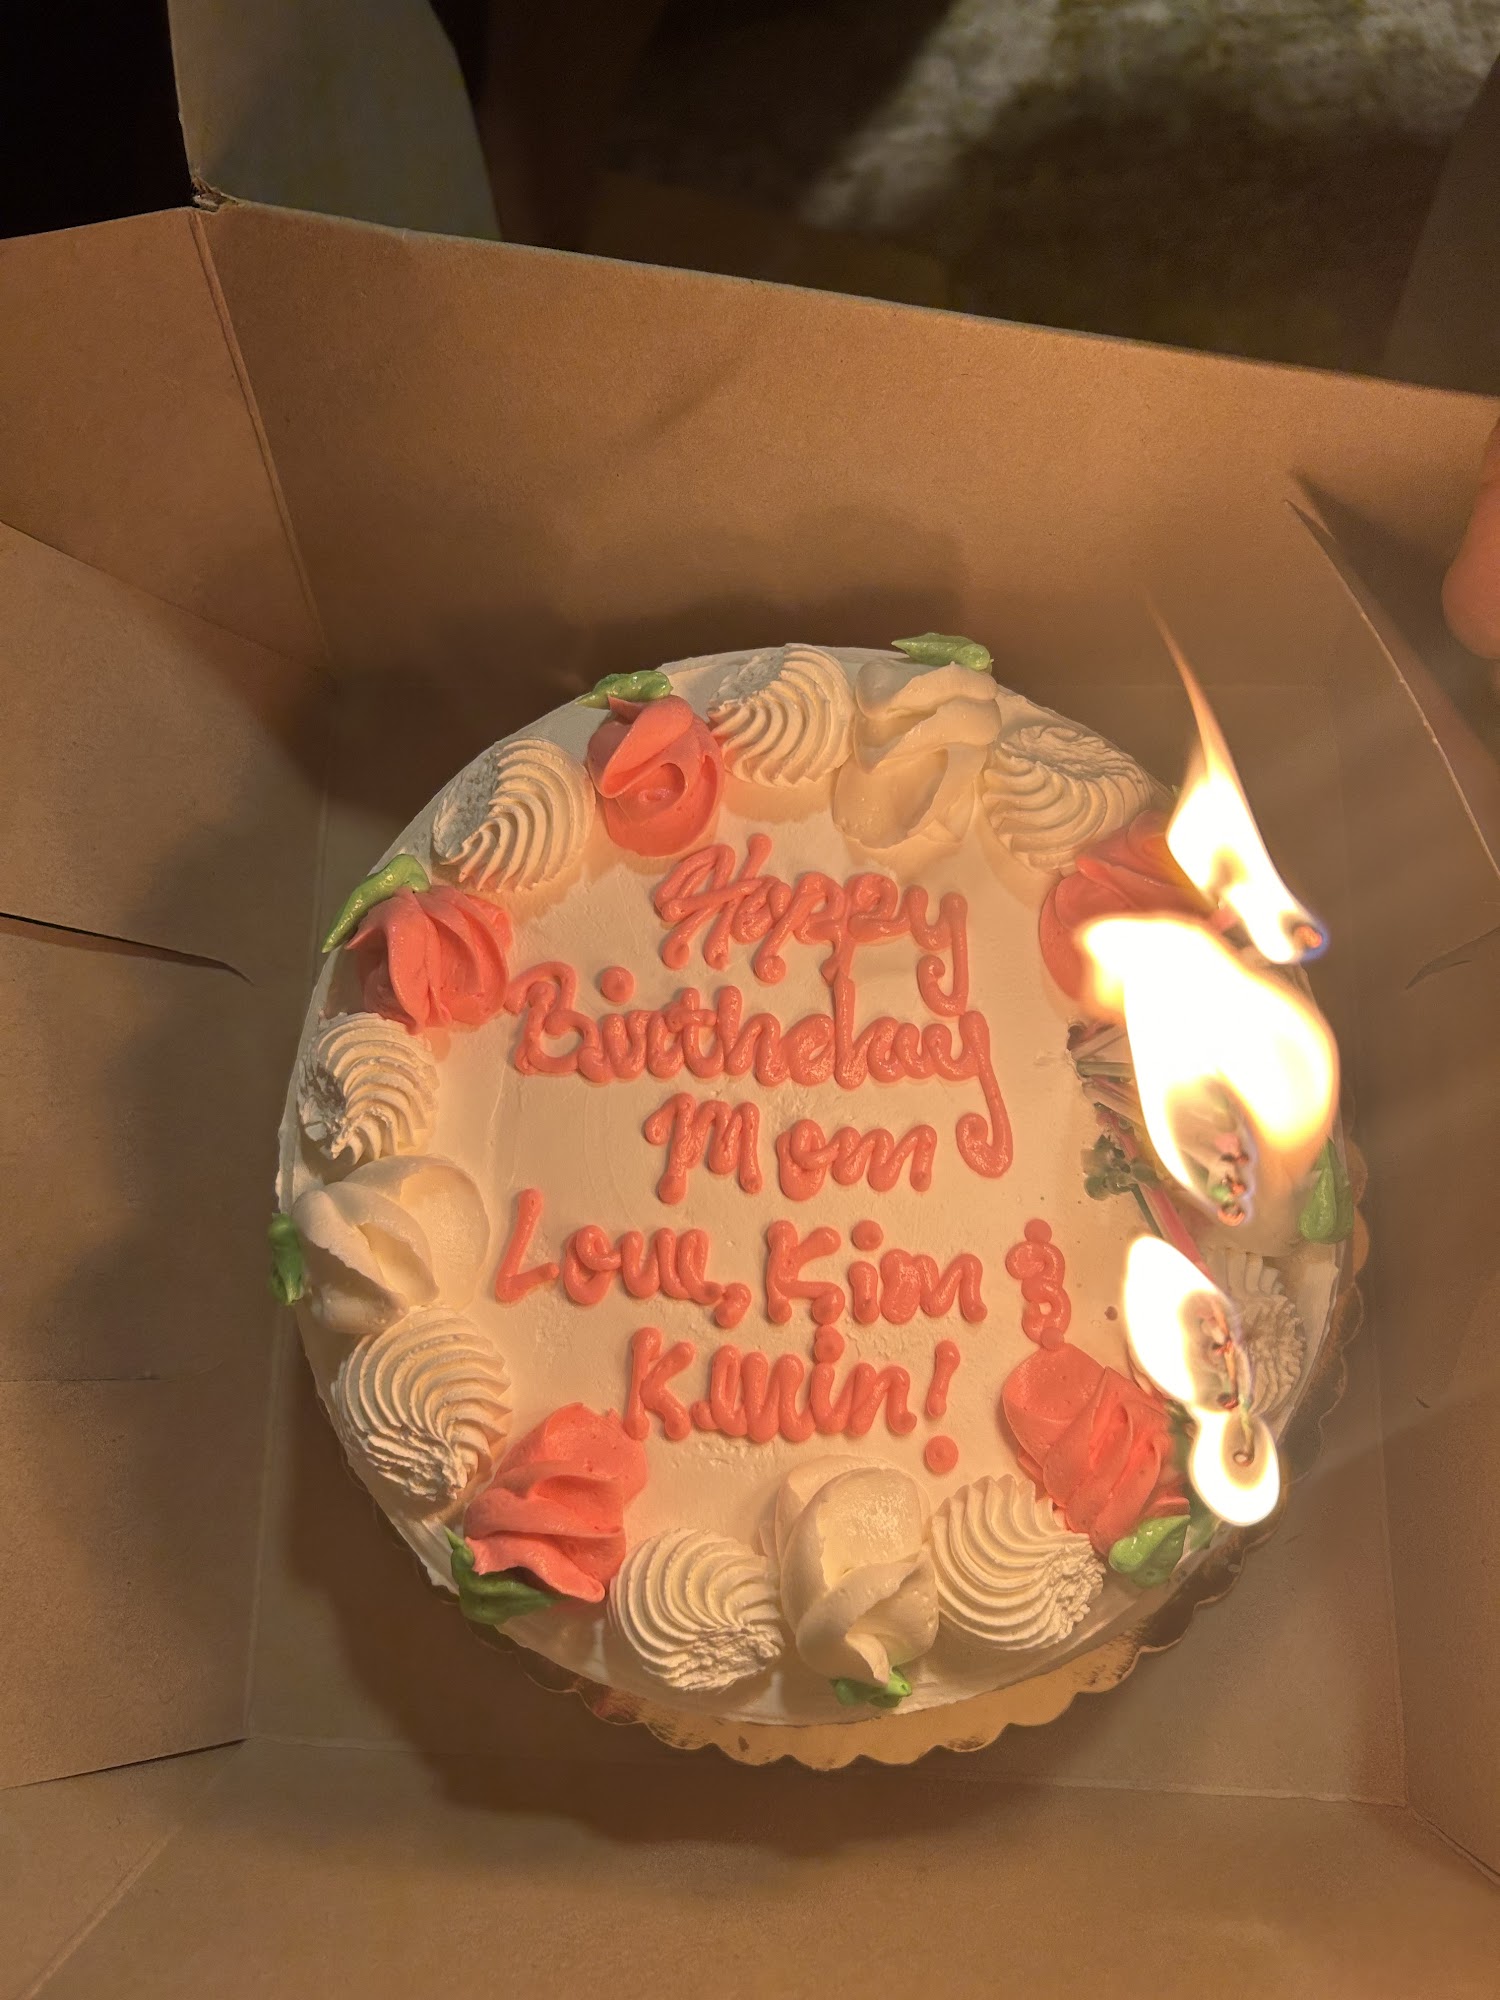 Happy
Birthday
Mom
Love, Kim &
Kevin!